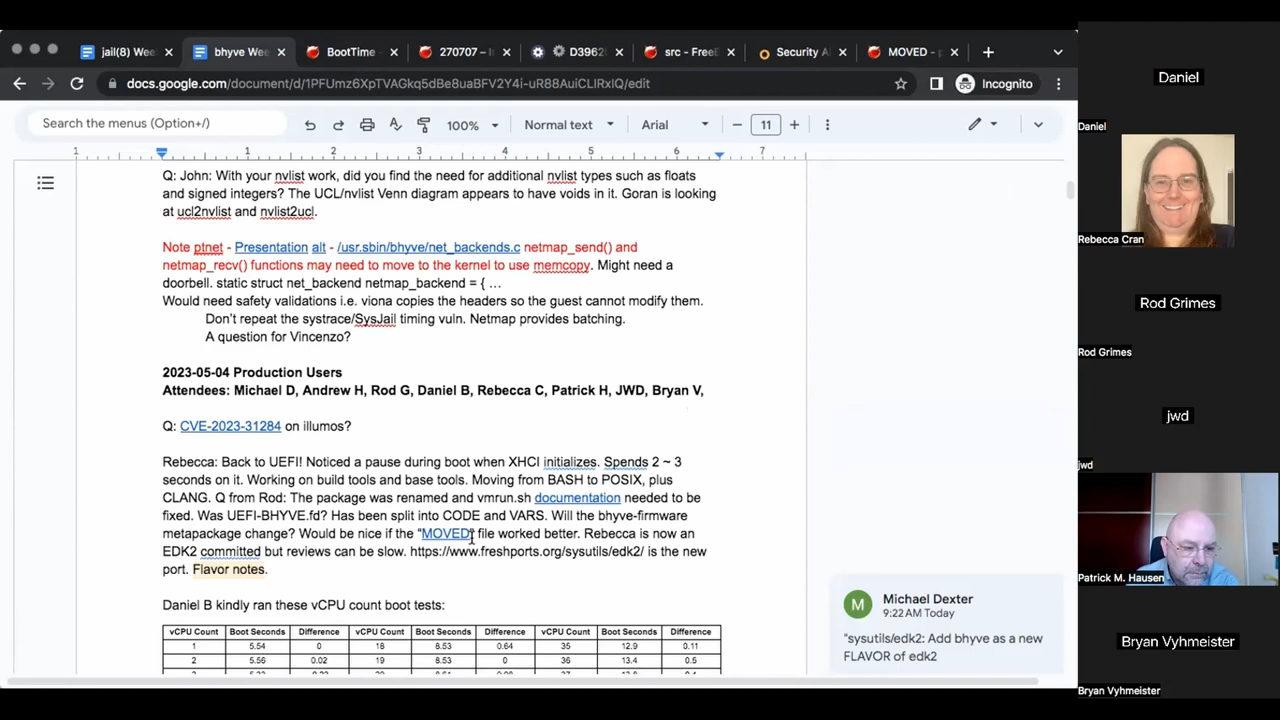 jail(8) Wee
bhyve Wee
BootTime -
270707 – I
D3962
src - FreeB
Security A
MOVED - p
docs.google.com/document/d/1PFUmz6XpTVAGkq5dBe8uaBFV2Y4i-uR88AuiCLlRxIQ/edit
Incognito
Search the menus (Option+/)
100%
Normal text
Arial
11
1 1 2 3 4 5 6 7
Q: John: With your nvlist work, did you find the need for additional nvlist types such as floats
and signed integers? The UCL/nvlist Venn diagram appears to have voids in it. Goran is looking
at ucl2nvlist and nvlist2ucl.
Note ptnet - Presentation alt - /usr.sbin/bhyve/net_backends.c netmap_send() and
netmap_recv() functions may need to move to the kernel to use memcopy. Might need a
doorbell. static struct net_backend netmap_backend = { …
Would need safety validations i.e. viona copies the headers so the guest cannot modify them.
Don't repeat the systrace/SysJail timing vuln. Netmap provides batching.
A question for Vincenzo?
2023-05-04 Production Users
Attendees: Michael D, Andrew H, Rod G, Daniel B, Rebecca C, Patrick H, JWD, Bryan V,
Q: CVE-2023-31284 on illumos?
Rebecca: Back to UEFI! Noticed a pause during boot when XHCI initializes. Spends 2 ~ 3
seconds on it. Working on build tools and base tools. Moving from BASH to POSIX, plus
CLANG. Q from Rod: The package was renamed and vmrun.sh documentation needed to be
fixed. Was UEFI-BHYVE.fd? Has been split into CODE and VARS. Will the bhyve-firmware
metapackage change? Would be nice if the "MOVED" file worked better. Rebecca is now an
EDK2 committed but reviews can be slow. https://www.freshports.org/sysutils/edk2/ is the new
port. Flavor notes.
Daniel B kindly ran these vCPU count boot tests:
vCPU Count Boot Seconds Difference vCPU Count Boot Seconds Difference vCPU Count Boot Seconds Difference
1 5.54 0 18 8.53 0.64 35 12.9 0.11
2 5.56 0.02 19 8.53 0 36 13.4 0.5
M
Michael Dexter
9:22 AM Today
"sysutils/edk2: Add bhyve as a new
FLAVOR of edk2
Daniel
Daniel
Rebecca Cran
Rod Grimes
Rod Grimes
jwd
jwd
Patrick M. Hausen
Bryan Vyhmeister
Bryan Vyhmeister